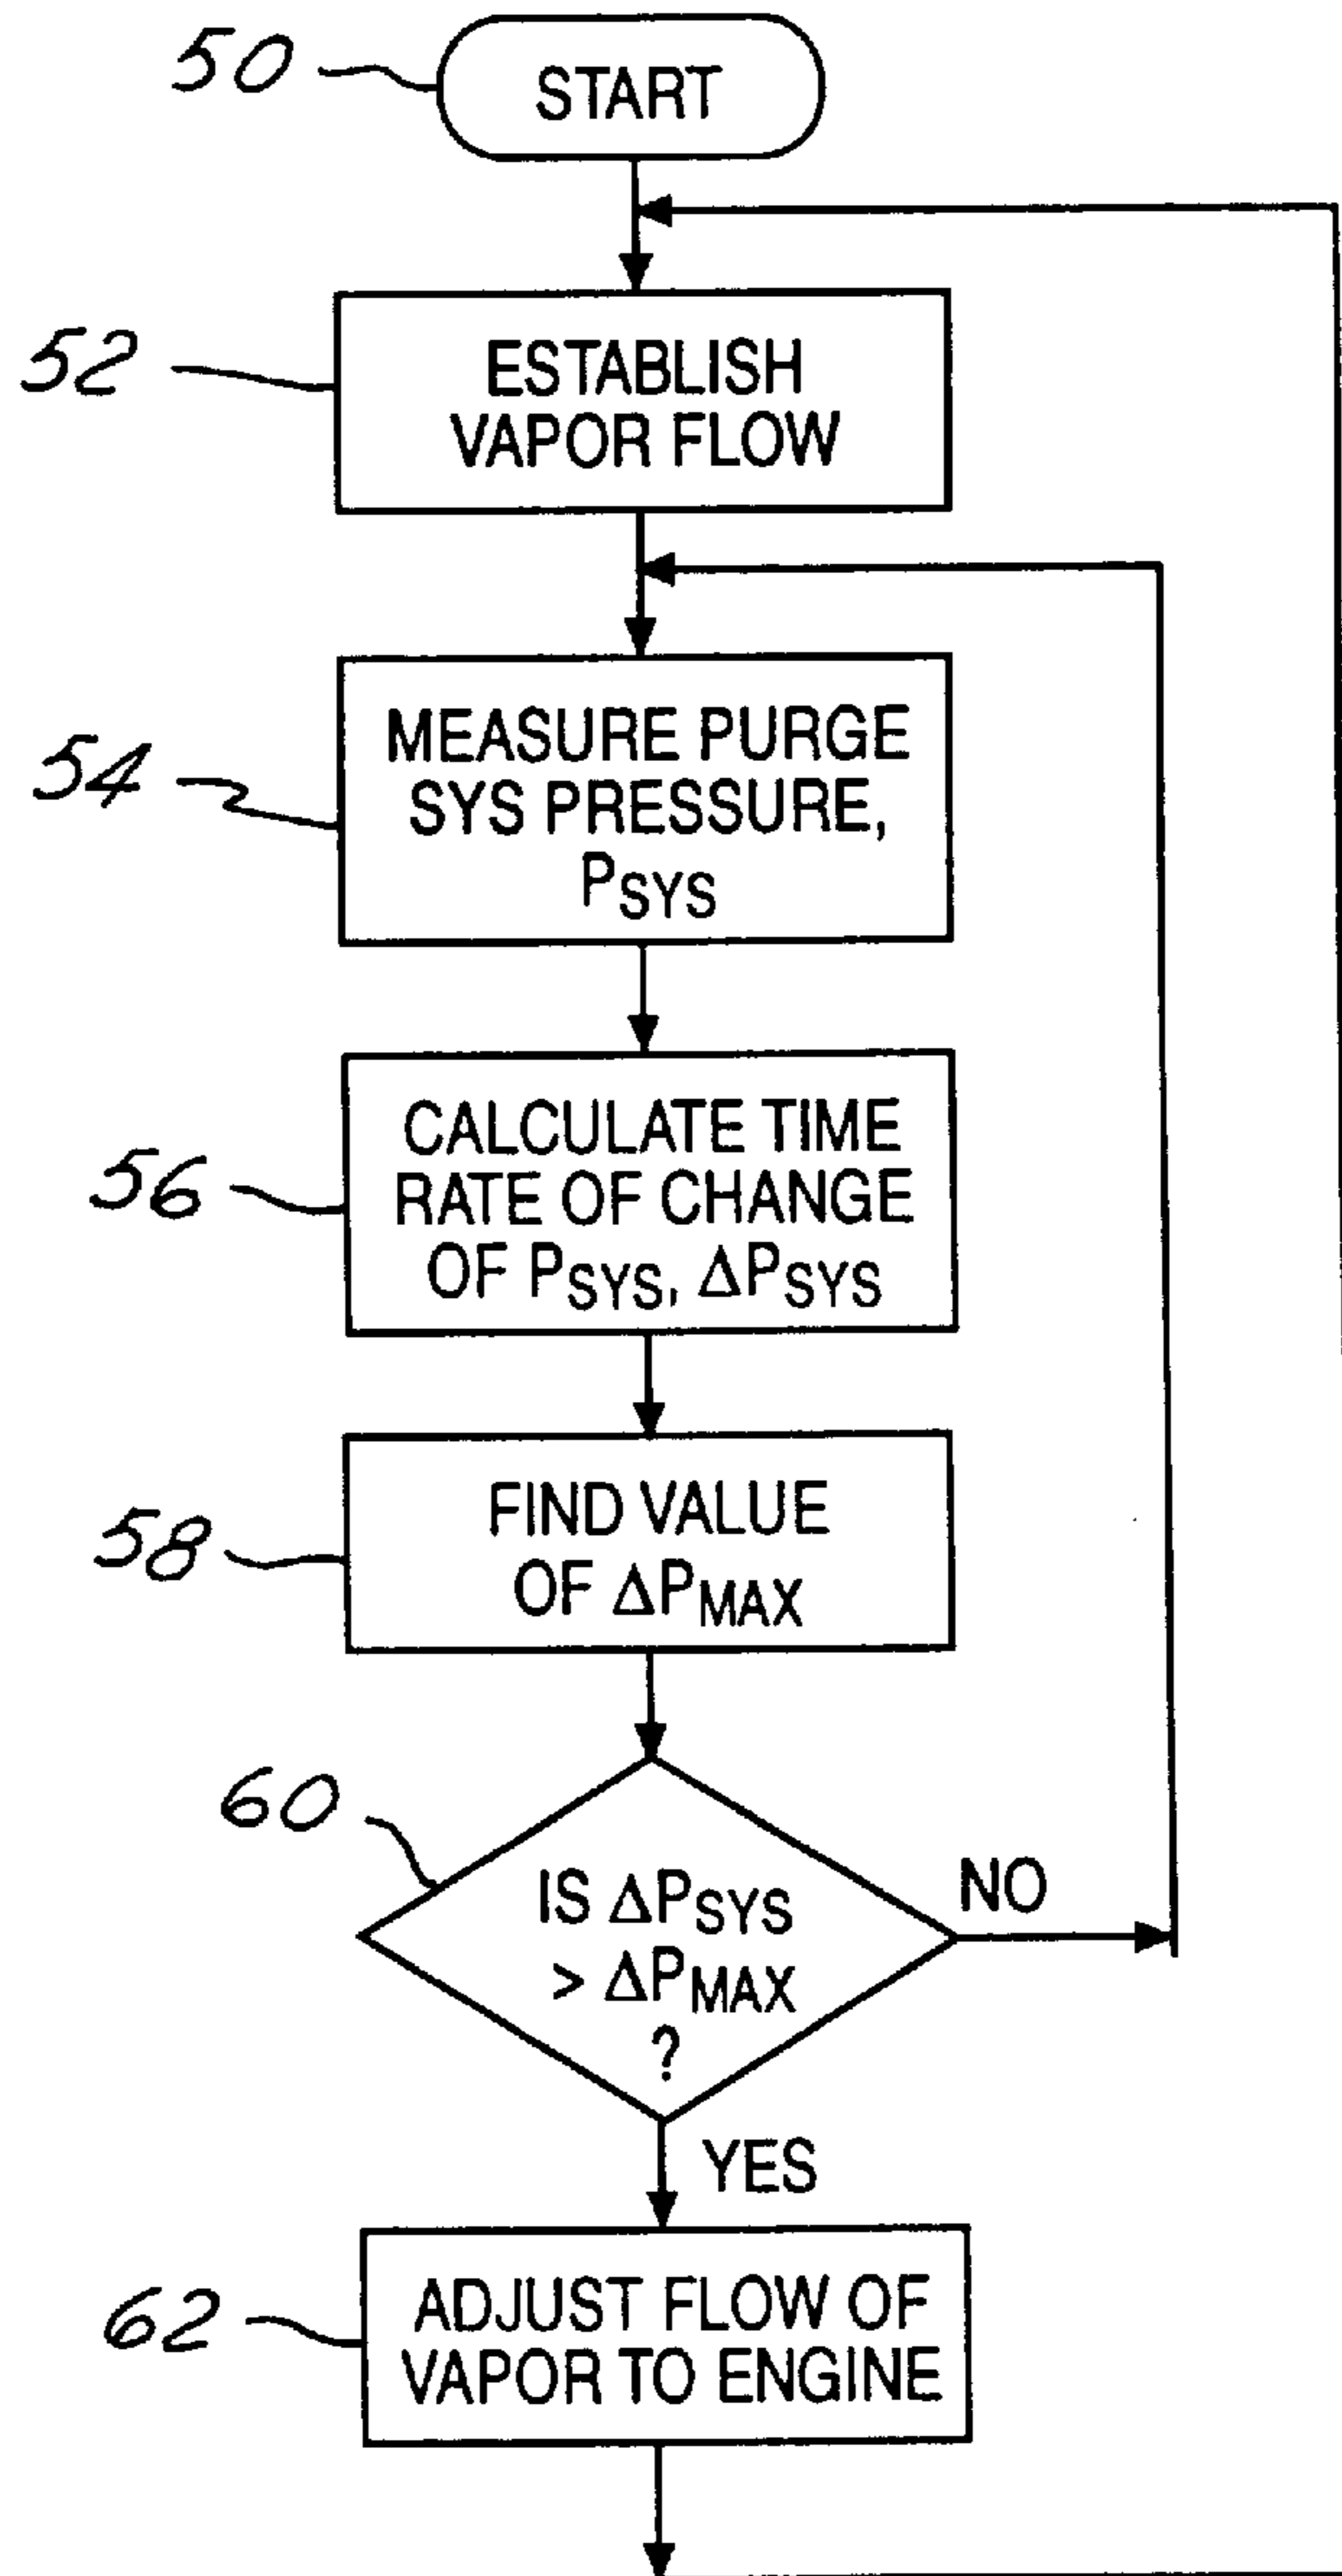 50
START
52
ESTABLISH
VAPOR FLOW
54
MEASURE PURGE
SYS PRESSURE,
PSYS
56
CALCULATE TIME
RATE OF CHANGE
OF PSYS, ΔPSYS
58
FIND VALUE
OF ΔPMAX
60
IS ΔPSYS
> ΔPMAX
?
NO
YES
62
ADJUST FLOW OF
VAPOR TO ENGINE